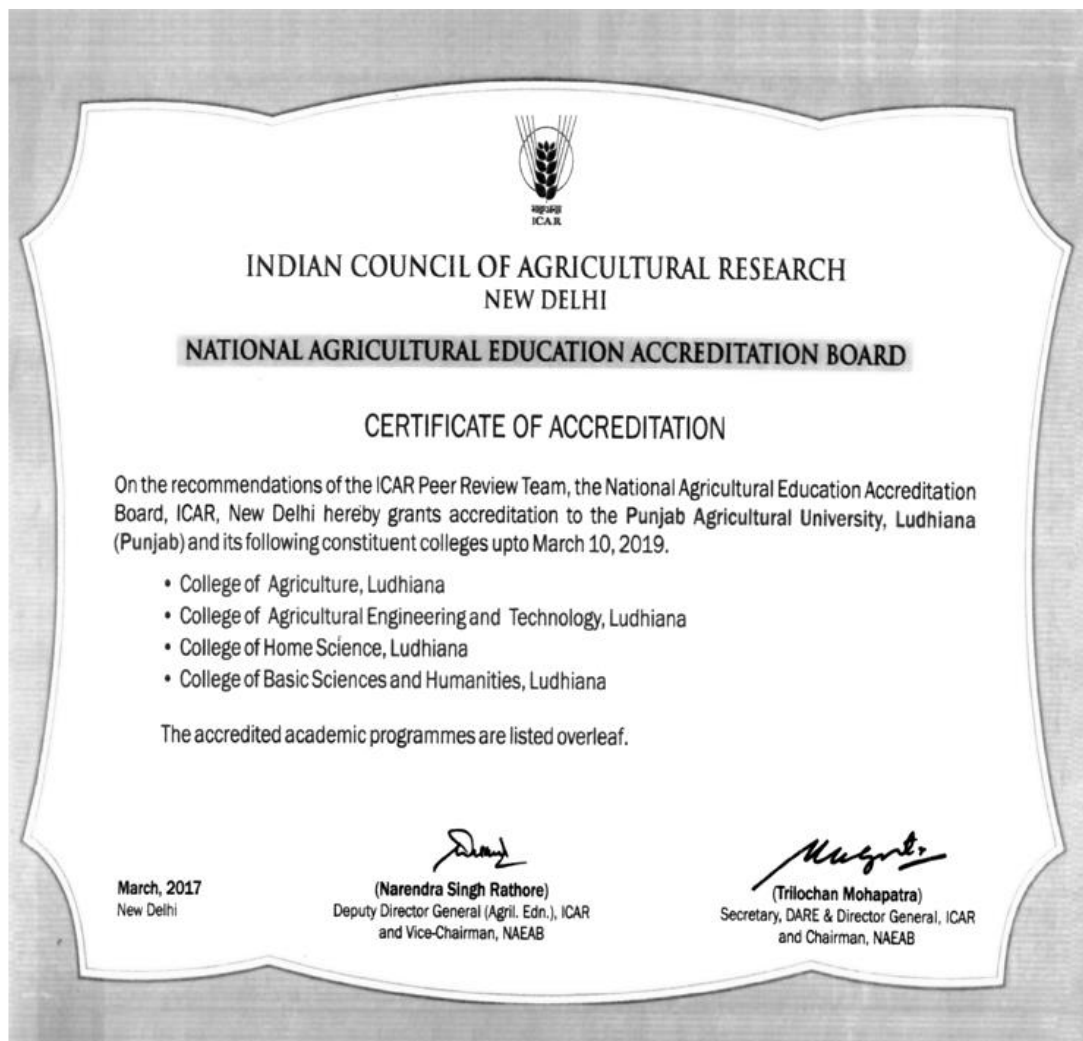 ICAR
INDIAN COUNCIL OF AGRICULTURAL RESEARCH
NEW DELHI
NATIONAL AGRICULTURAL EDUCATION ACCREDITATION BOARD
CERTIFICATE OF ACCREDITATION
On the recommendations of the ICAR Peer Review Team, the National Agricultural Education Accreditation
Board, ICAR, New Delhi hereby grants accreditation to the Punjab Agricultural University, Ludhiana
(Punjab) and its following constituent colleges upto March 10, 2019.
• College of Agriculture, Ludhiana
• College of Agricultural Engineering and Technology, Ludhiana
• College of Home Science, Ludhiana
• College of Basic Sciences and Humanities, Ludhiana
The accredited academic programmes are listed overleaf.
March, 2017
New Delhi
(Narendra Singh Rathore)
Deputy Director General (Agril. Edn.), ICAR
and Vice-Chairman, NAEAB
(Trilochan Mohapatra)
Secretary, DARE & Director General, ICAR
and Chairman, NAEAB